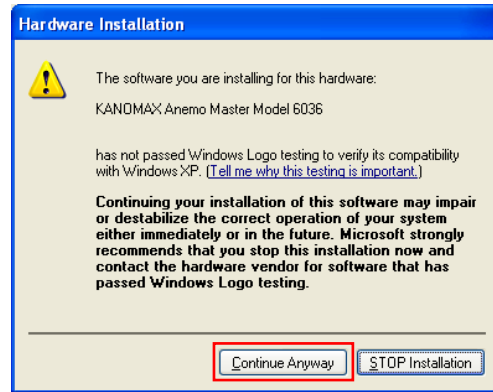 Hardware Installation
The software you are installing for this hardware:
KANOMAX Anemo Master Model 6036
has not passed Windows Logo testing to verify its compatibility
with Windows XP. (Tell me why this testing is important.)
Continuing your installation of this software may impair
or destabilize the correct operation of your system
either immediately or in the future. Microsoft strongly
recommends that you stop this installation now and
contact the hardware vendor for software that has
passed Windows Logo testing.
Continue Anyway
STOP Installation